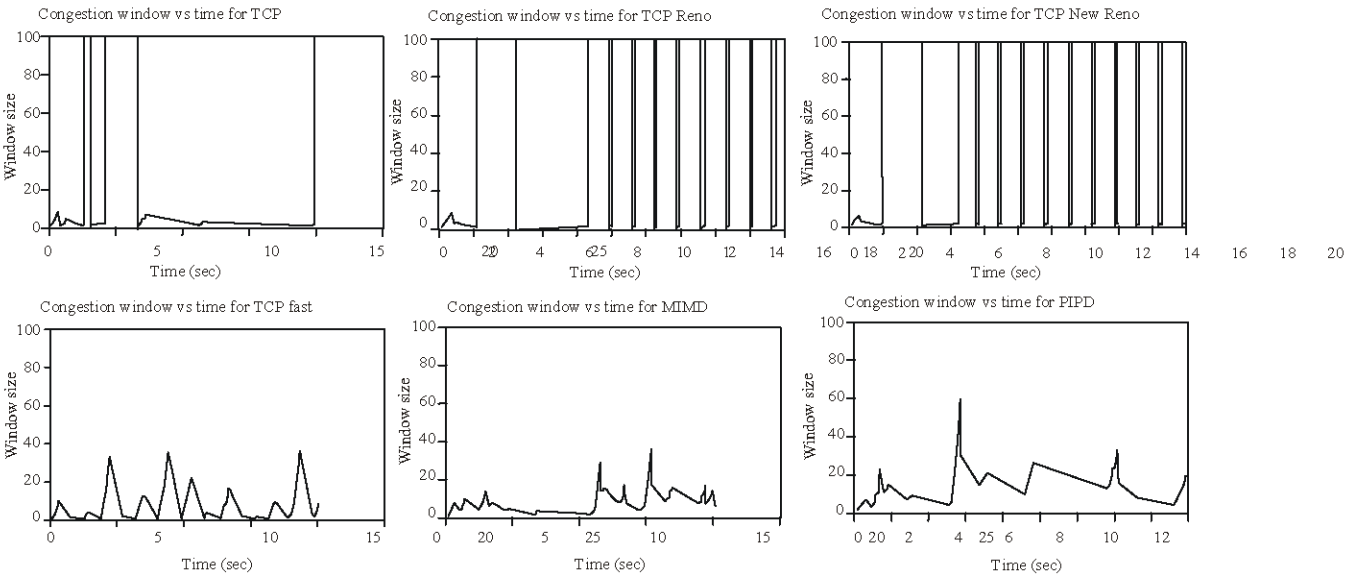 Congestion window vs time for TCP
100
80
60
40
20
0
Window size
0 5 10 15
Time (sec)
Congestion window vs time for TCP Reno
100
80
60
40
20
0
Window size
0 2 20 4 6 25 8 10 12 14
Time (sec)
Congestion window vs time for TCP New Reno
100
80
60
40
20
0
Window size
16 0 18 2 20 4 6 8 10 12 14 16 18 20
Time (sec)
Congestion window vs time for TCP fast
100
80
60
40
20
0
Window size
0 5 10 15
Time (sec)
Congestion window vs time for MIMD
100
80
60
40
20
0
Window size
0 20 5 25 10 15
Time (sec)
Congestion window vs time for PIPD
100
80
60
40
20
0
Window size
0 20 2 4 25 6 8 10 12
Time (sec)